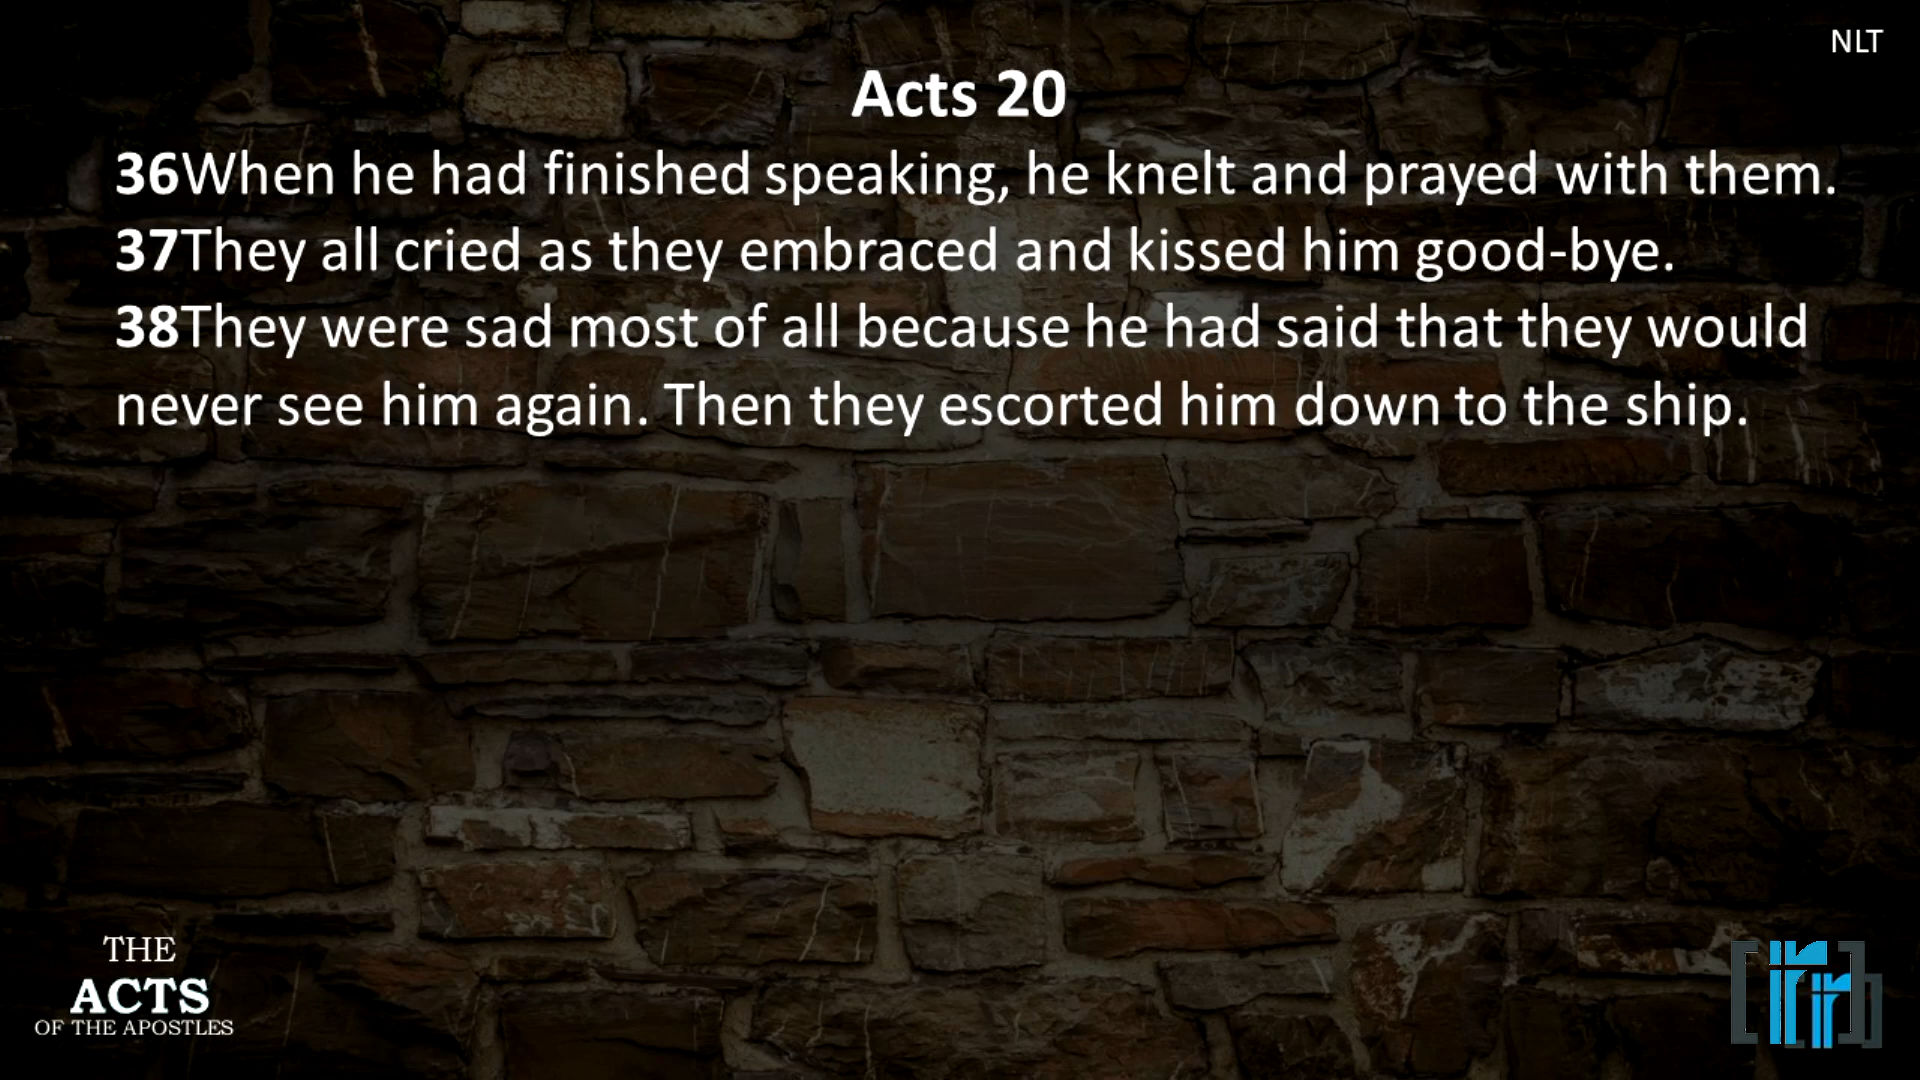 NLT
Acts 20
36When he had finished speaking, he knelt and prayed with them.
37They all cried as they embraced and kissed him good-bye.
38They were sad most of all because he had said that they would
never see him again. Then they escorted him down to the ship.
THE
ACTS
OF THE APOSTLES